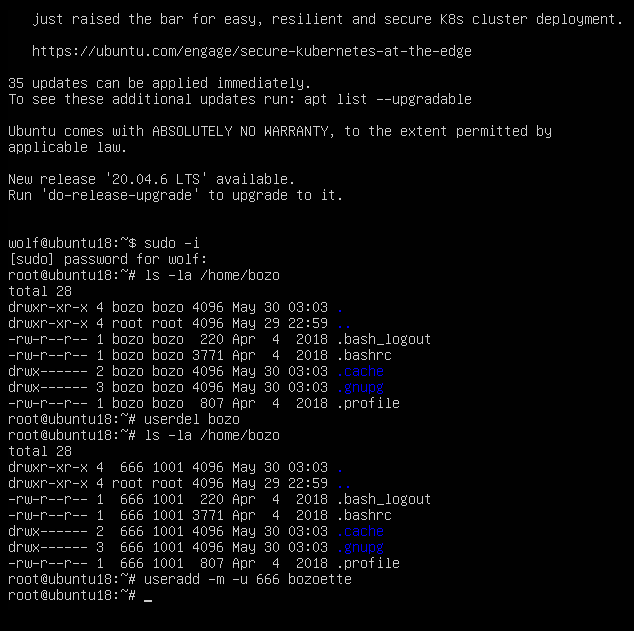 just raised the bar for easy, resilient and secure K8s cluster deployment.
https://ubuntu.com/engage/secure-kubernetes-at-the-edge
35 updates can be applied immediately.
To see these additional updates run: apt list --upgradable
Ubuntu comes with ABSOLUTELY NO WARRANTY, to the extent permitted by
applicable law.
New release '20.04.6 LTS' available.
Run 'do-release-upgrade' to upgrade to it.
wolf@ubuntu18:~$ sudo -i
[sudo] password for wolf:
root@ubuntu18:~# ls -la /home/bozo
total 28
drwxr-xr-x 4 bozo bozo 4096 May 30 03:03 .
drwxr-xr-x 4 root root 4096 May 29 22:59 ..
-rw-r--r-- 1 bozo bozo  220 Apr  4  2018 .bash_logout
-rw-r--r-- 1 bozo bozo 3771 Apr  4  2018 .bashrc
drwx------ 2 bozo bozo 4096 May 30 03:03 .cache
drwx------ 3 bozo bozo 4096 May 30 03:03 .gnupg
-rw-r--r-- 1 bozo bozo  807 Apr  4  2018 .profile
root@ubuntu18:~# userdel bozo
root@ubuntu18:~# ls -la /home/bozo
total 28
drwxr-xr-x 4  666 1001 4096 May 30 03:03 .
drwxr-xr-x 4 root root 4096 May 29 22:59 ..
-rw-r--r-- 1  666 1001  220 Apr  4  2018 .bash_logout
-rw-r--r-- 1  666 1001 3771 Apr  4  2018 .bashrc
drwx------ 2  666 1001 4096 May 30 03:03 .cache
drwx------ 3  666 1001 4096 May 30 03:03 .gnupg
-rw-r--r-- 1  666 1001  807 Apr  4  2018 .profile
root@ubuntu18:~# useradd -m -u 666 bozoette
root@ubuntu18:~# _